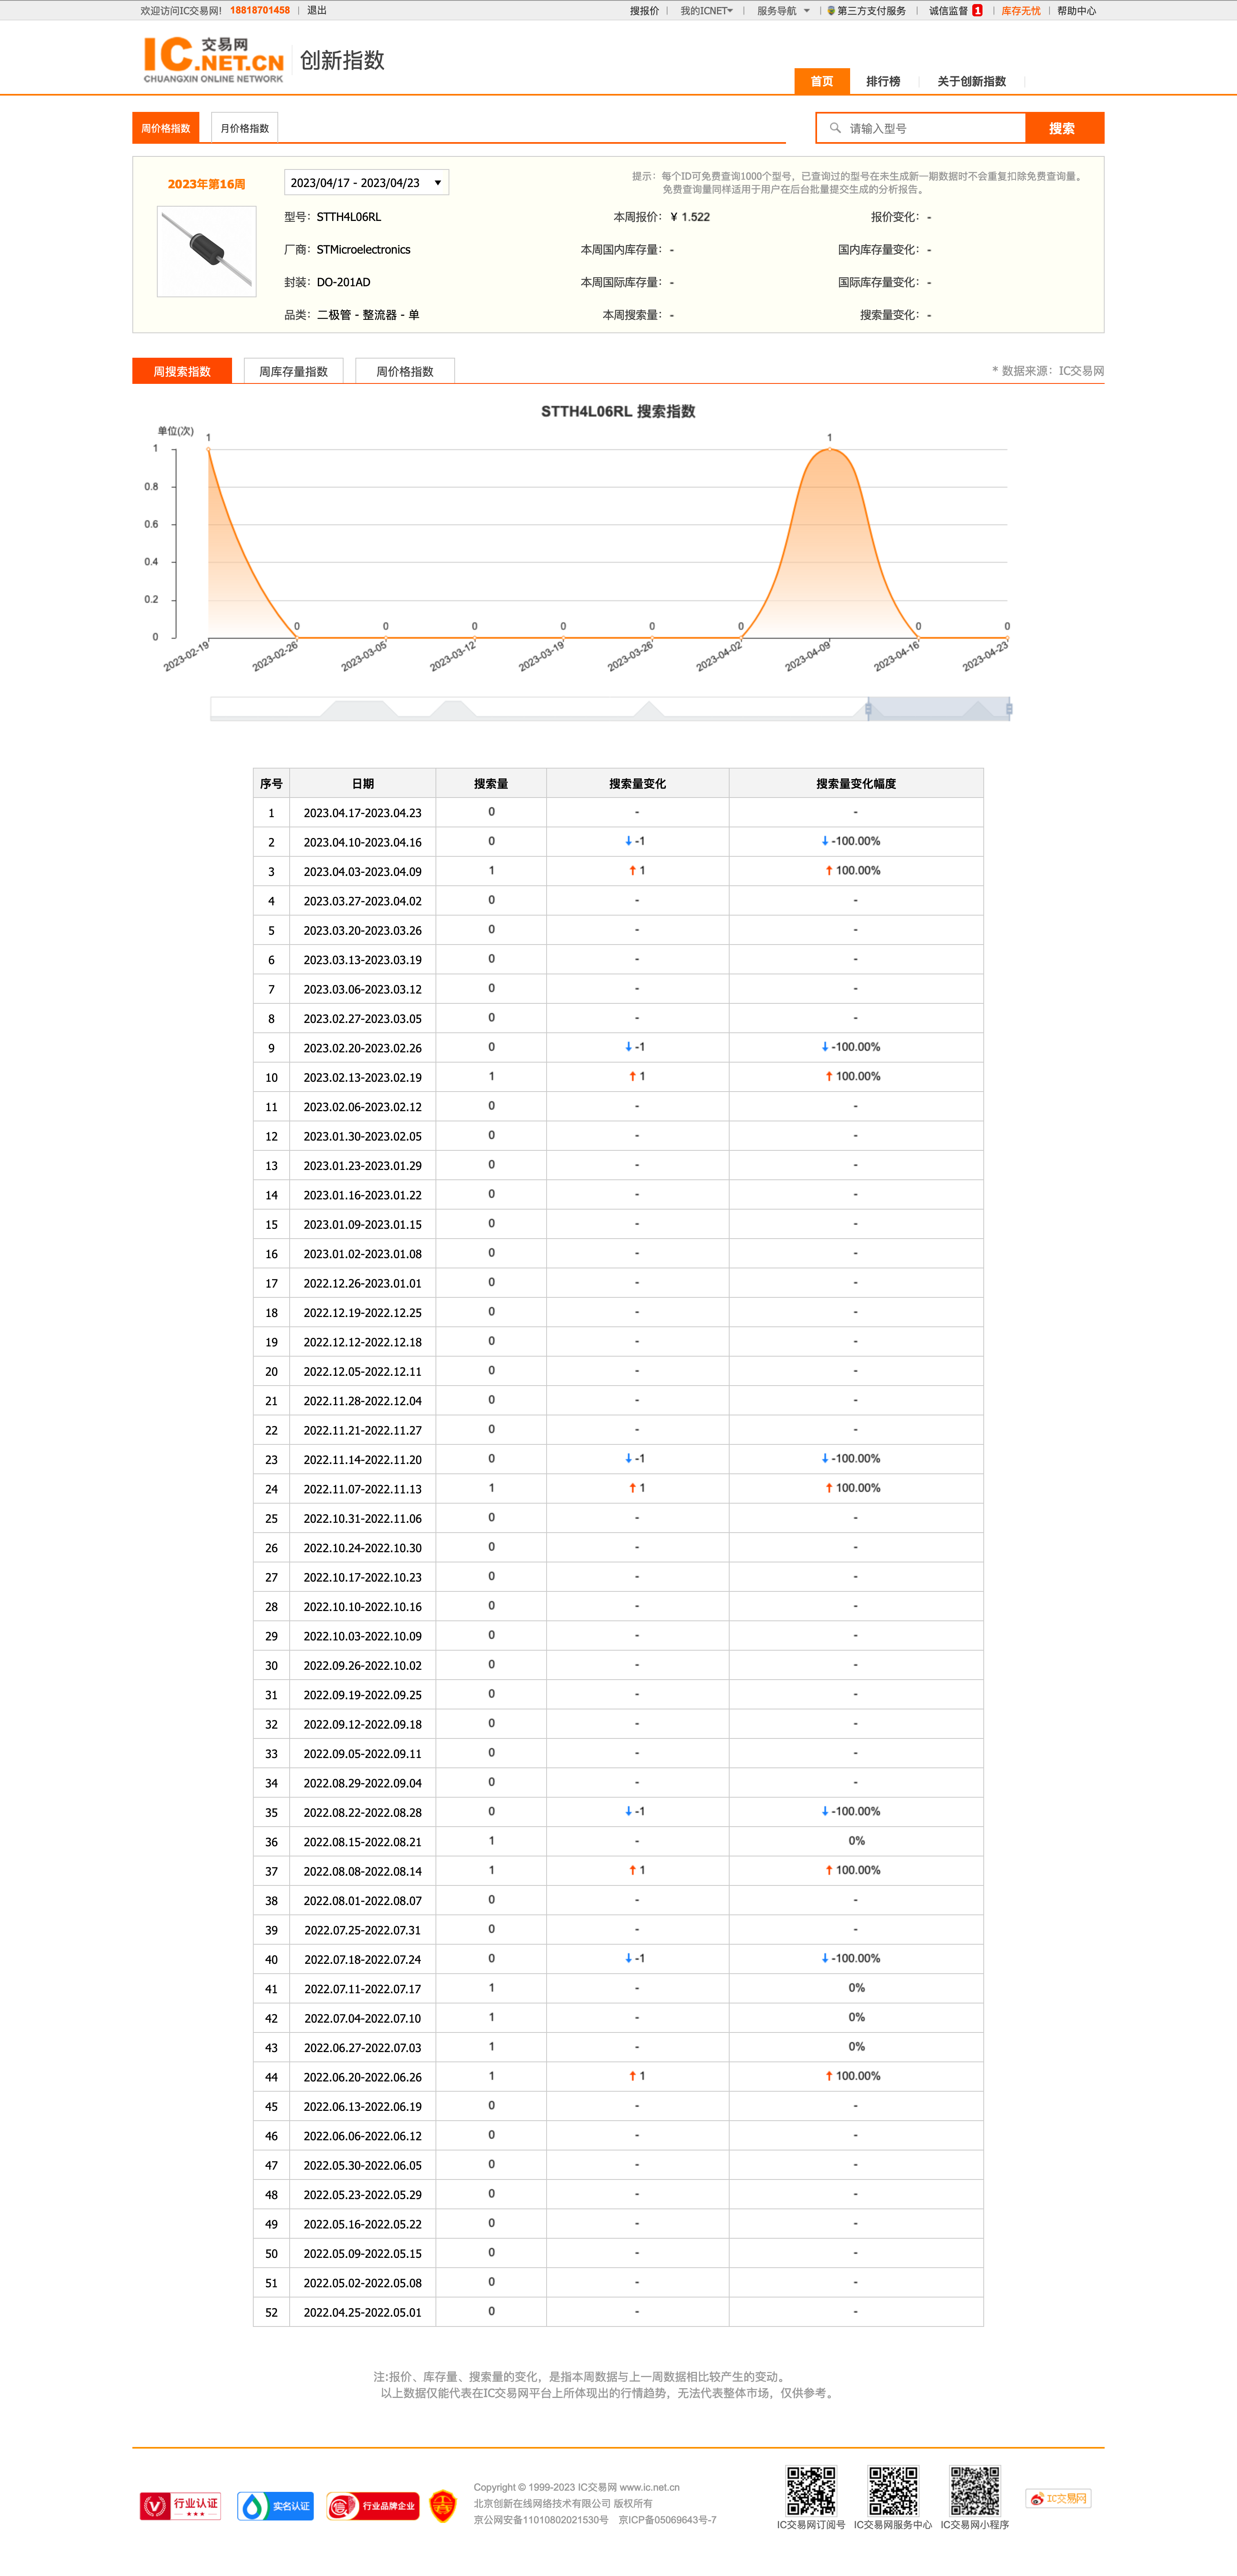 欢迎访问IC交易网! 18818701458 | 退出
搜报价 | 我的ICNET | 服务导航 | 第三方支付服务 | 诚信监督 1 | 库存无忧 | 帮助中心
IC 交易网
.NET.CN
CHUANGXIN ONLINE NETWORK
创新指数
首页 排行榜 关于创新指数
周价格指数 月价格指数
请输入型号 搜索
2023年第16周
2023/04/17 - 2023/04/23
提示：每个ID可免费查询1000个型号，已查询过的型号在未生成新一期数据时不会重复扣除免费查询量。
免费查询量同样适用于用户在后台批量提交生成的分析报告。
型号：STTH4L06RL 本周报价：¥ 1.522 报价变化：-
厂商：STMicroelectronics 本周国内库存量：- 国内库存量变化：-
封装：DO-201AD 本周国际库存量：- 国际库存量变化：-
品类：二极管 - 整流器 - 单 本周搜索量：- 搜索量变化：-
周搜索指数 周库存量指数 周价格指数
* 数据来源：IC交易网
STTH4L06RL 搜索指数
单位(次)
1 1
1
0.8
0.6
0.4
0.2
0
0 0 0 0 0 0 0 0
2023-02-19 2023-02-26 2023-03-05 2023-03-12 2023-03-19 2023-03-26 2023-04-02 2023-04-09 2023-04-16 2023-04-23
序号 日期 搜索量 搜索量变化 搜索量变化幅度
1 2023.04.17-2023.04.23 0 - -
2 2023.04.10-2023.04.16 0 ↓ -1 ↓ -100.00%
3 2023.04.03-2023.04.09 1 ↑ 1 ↑ 100.00%
4 2023.03.27-2023.04.02 0 - -
5 2023.03.20-2023.03.26 0 - -
6 2023.03.13-2023.03.19 0 - -
7 2023.03.06-2023.03.12 0 - -
8 2023.02.27-2023.03.05 0 - -
9 2023.02.20-2023.02.26 0 ↓ -1 ↓ -100.00%
10 2023.02.13-2023.02.19 1 ↑ 1 ↑ 100.00%
11 2023.02.06-2023.02.12 0 - -
12 2023.01.30-2023.02.05 0 - -
13 2023.01.23-2023.01.29 0 - -
14 2023.01.16-2023.01.22 0 - -
15 2023.01.09-2023.01.15 0 - -
16 2023.01.02-2023.01.08 0 - -
17 2022.12.26-2023.01.01 0 - -
18 2022.12.19-2022.12.25 0 - -
19 2022.12.12-2022.12.18 0 - -
20 2022.12.05-2022.12.11 0 - -
21 2022.11.28-2022.12.04 0 - -
22 2022.11.21-2022.11.27 0 - -
23 2022.11.14-2022.11.20 0 ↓ -1 ↓ -100.00%
24 2022.11.07-2022.11.13 1 ↑ 1 ↑ 100.00%
25 2022.10.31-2022.11.06 0 - -
26 2022.10.24-2022.10.30 0 - -
27 2022.10.17-2022.10.23 0 - -
28 2022.10.10-2022.10.16 0 - -
29 2022.10.03-2022.10.09 0 - -
30 2022.09.26-2022.10.02 0 - -
31 2022.09.19-2022.09.25 0 - -
32 2022.09.12-2022.09.18 0 - -
33 2022.09.05-2022.09.11 0 - -
34 2022.08.29-2022.09.04 0 - -
35 2022.08.22-2022.08.28 0 ↓ -1 ↓ -100.00%
36 2022.08.15-2022.08.21 1 - 0%
37 2022.08.08-2022.08.14 1 ↑ 1 ↑ 100.00%
38 2022.08.01-2022.08.07 0 - -
39 2022.07.25-2022.07.31 0 - -
40 2022.07.18-2022.07.24 0 ↓ -1 ↓ -100.00%
41 2022.07.11-2022.07.17 1 - 0%
42 2022.07.04-2022.07.10 1 - 0%
43 2022.06.27-2022.07.03 1 - 0%
44 2022.06.20-2022.06.26 1 ↑ 1 ↑ 100.00%
45 2022.06.13-2022.06.19 0 - -
46 2022.06.06-2022.06.12 0 - -
47 2022.05.30-2022.06.05 0 - -
48 2022.05.23-2022.05.29 0 - -
49 2022.05.16-2022.05.22 0 - -
50 2022.05.09-2022.05.15 0 - -
51 2022.05.02-2022.05.08 0 - -
52 2022.04.25-2022.05.01 0 - -
注:报价、库存量、搜索量的变化，是指本周数据与上一周数据相比较产生的变动。
以上数据仅能代表在IC交易网平台上所体现出的行情趋势，无法代表整体市场，仅供参考。
行业认证 实名认证 行业品牌企业
Copyright © 1999-2023 IC交易网 www.ic.net.cn
北京创新在线网络技术有限公司 版权所有
京公网安备11010802021530号 京ICP备05069643号-7
IC交易网订阅号 IC交易网服务中心 IC交易网小程序
IC交易网